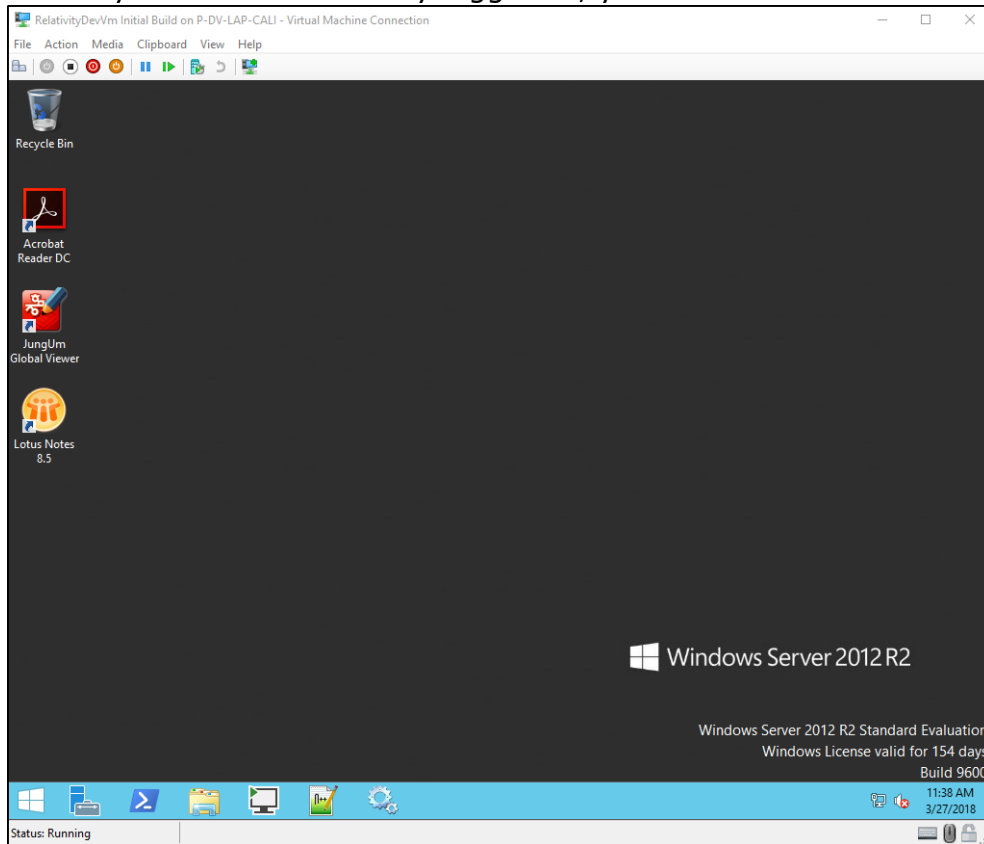 RelativityDevVm Initial Build on P-DV-LAP-CALI - Virtual Machine Connection
File Action Media Clipboard View Help
Recycle Bin
Acrobat
Reader DC
JungUm
Global Viewer
Lotus Notes
8.5
Windows Server 2012 R2
Windows Server 2012 R2 Standard Evaluation
Windows License valid for 154 days
Build 9600
11:38 AM
3/27/2018
Status: Running